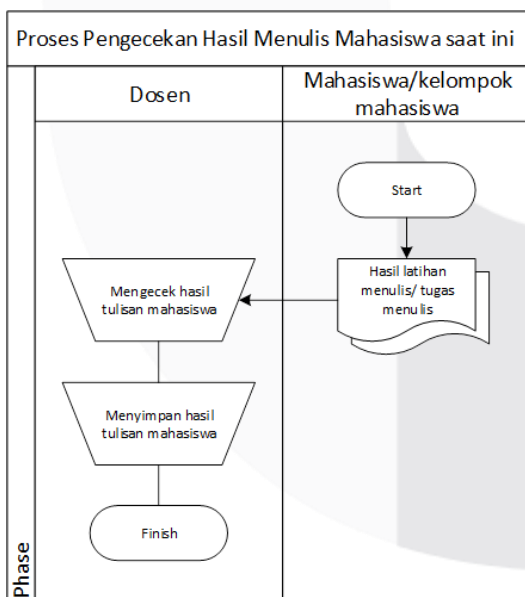 Proses Pengecekan Hasil Menulis Mahasiswa saat ini
Dosen
Mahasiswa/kelompok
mahasiswa
Start
Hasil latihan
menulis/ tugas
menulis
Mengecek hasil
tulisan mahasiswa
Menyimpan hasil
tulisan mahasiswa
Finish
Phase